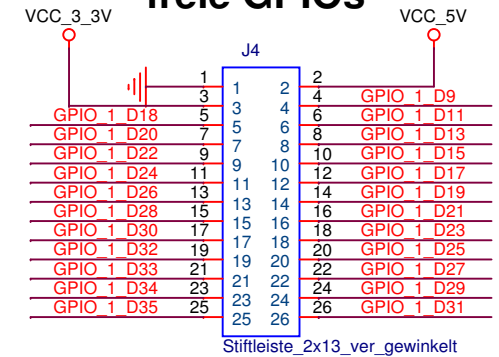 freie GPIOs
VCC_3_3V VCC_5V
J4
1 1 2 2
3 3 4 4 GPIO_1_D9
GPIO_1_D18 5 5 6 6 GPIO_1_D11
GPIO_1_D20 7 7 8 8 GPIO_1_D13
GPIO_1_D22 9 9 10 10 GPIO_1_D15
GPIO_1_D24 11 11 12 12 GPIO_1_D17
GPIO_1_D26 13 13 14 14 GPIO_1_D19
GPIO_1_D28 15 15 16 16 GPIO_1_D21
GPIO_1_D30 17 17 18 18 GPIO_1_D23
GPIO_1_D32 19 19 20 20 GPIO_1_D25
GPIO_1_D33 21 21 22 22 GPIO_1_D27
GPIO_1_D34 23 23 24 24 GPIO_1_D29
GPIO_1_D35 25 25 26 26 GPIO_1_D31
Stiftleiste_2x13_ver_gewinkelt